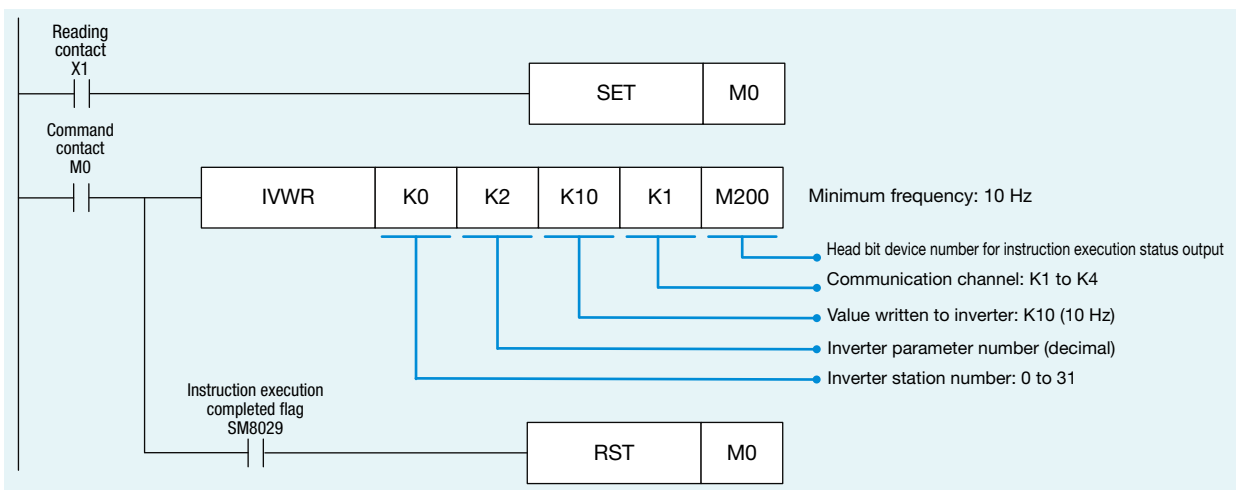 Reading
contact
X1
SET M0
Command
contact
M0
IVWR K0 K2 K10 K1 M200 Minimum frequency: 10 Hz
Head bit device number for instruction execution status output
Communication channel: K1 to K4
Value written to inverter: K10 (10 Hz)
Inverter parameter number (decimal)
Inverter station number: 0 to 31
Instruction execution
completed flag
SM8029
RST M0